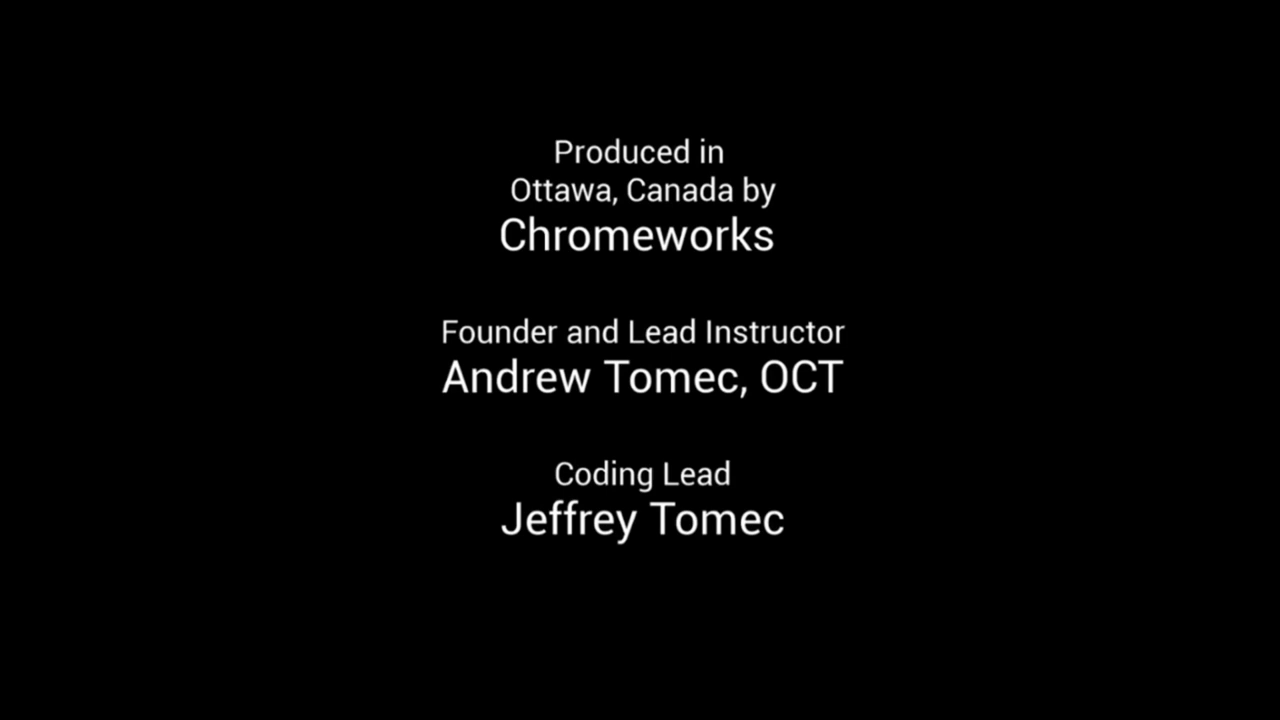 Produced in
Ottawa, Canada by
Chromeworks
Founder and Lead Instructor
Andrew Tomec, OCT
Coding Lead
Jeffrey Tomec